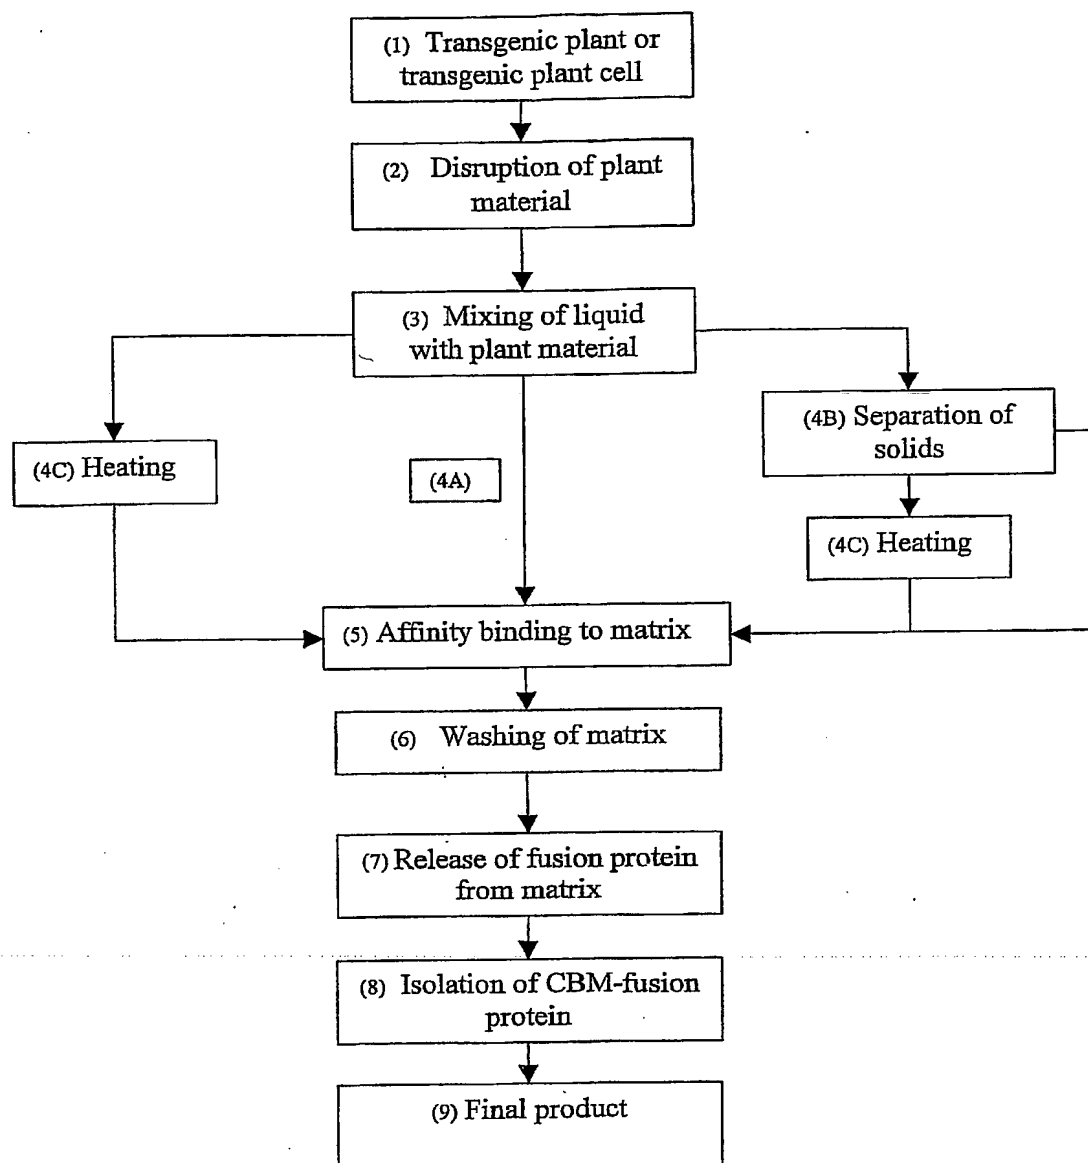 (1) Transgenic plant or
transgenic plant cell
(2) Disruption of plant
material
(3) Mixing of liquid
with plant material
(4C) Heating
(4A)
(4B) Separation of
solids
(4C) Heating
(5) Affinity binding to matrix
(6) Washing of matrix
(7) Release of fusion protein
from matrix
(8) Isolation of CBM-fusion
protein
(9) Final product